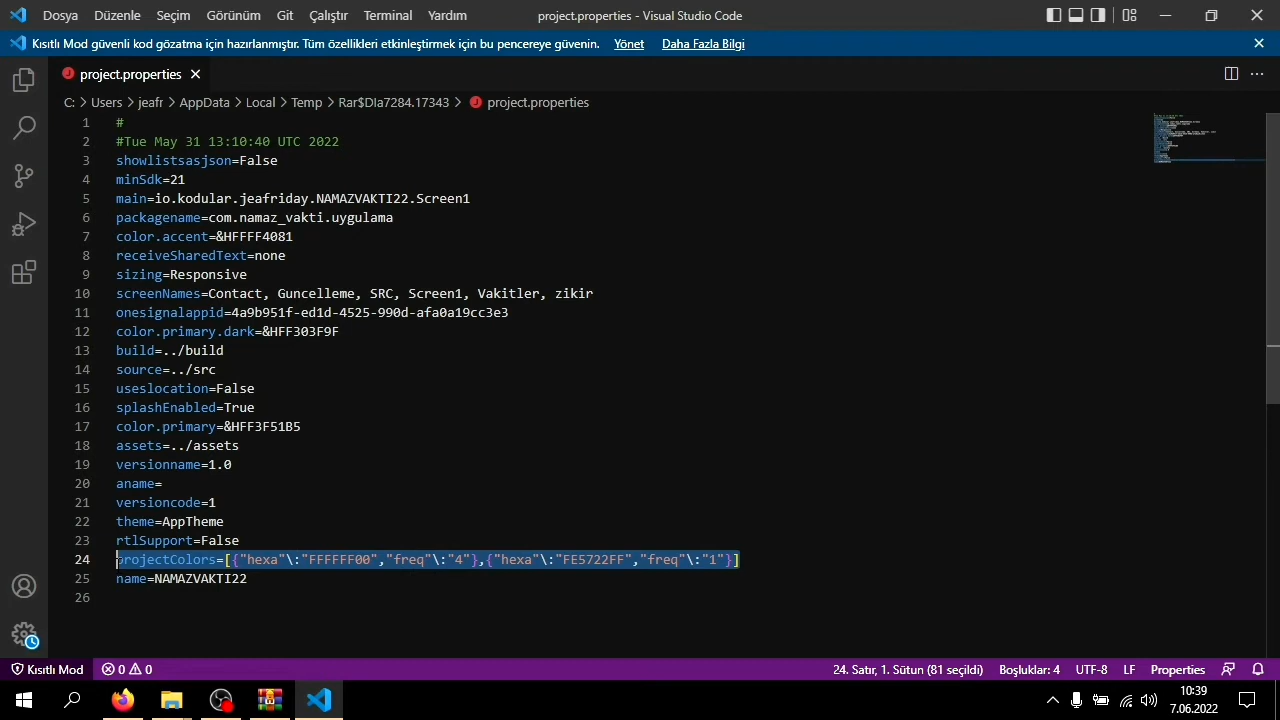 Dosya Düzenle Seçim Görünüm Git Çalıştır Terminal Yardım project.properties - Visual Studio Code
Kısıtlı Mod güvenli kod gözatma için hazırlanmıştır. Tüm özellikleri etkinleştirmek için bu pencereye güvenin. Yönet Daha Fazla Bilgi
project.properties
C: > Users > jeafr > AppData > Local > Temp > Rar$DIa7284.17343 > project.properties
1 #
2 #Tue May 31 13:10:40 UTC 2022
3 showlistsasjson=False
4 minSdk=21
5 main=io.kodular.jeafriday.NAMAZVAKTI22.Screen1
6 packagename=com.namaz_vakti.uygulama
7 color.accent=&HFFFF4081
8 receiveSharedText=none
9 sizing=Responsive
10 screenNames=Contact, Guncelleme, SRC, Screen1, Vakitler, zikir
11 onesignalappid=4a9b951f-ed1d-4525-990d-afa0a19cc3e3
12 color.primary.dark=&HFF303F9F
13 build=../build
14 source=../src
15 useslocation=False
16 splashEnabled=True
17 color.primary=&HFF3F51B5
18 assets=../assets
19 versionname=1.0
20 aname=
21 versioncode=1
22 theme=AppTheme
23 rtlSupport=False
24 projectColors=[{"hexa"\:"FFFFFF00","freq"\:"4"},{"hexa"\:"FE5722FF","freq"\:"1"}]
25 name=NAMAZVAKTI22
26
Kısıtlı Mod 0 0 24. Satır, 1. Sütun (81 seçildi) Boşluklar: 4 UTF-8 LF Properties
10:39
7.06.2022